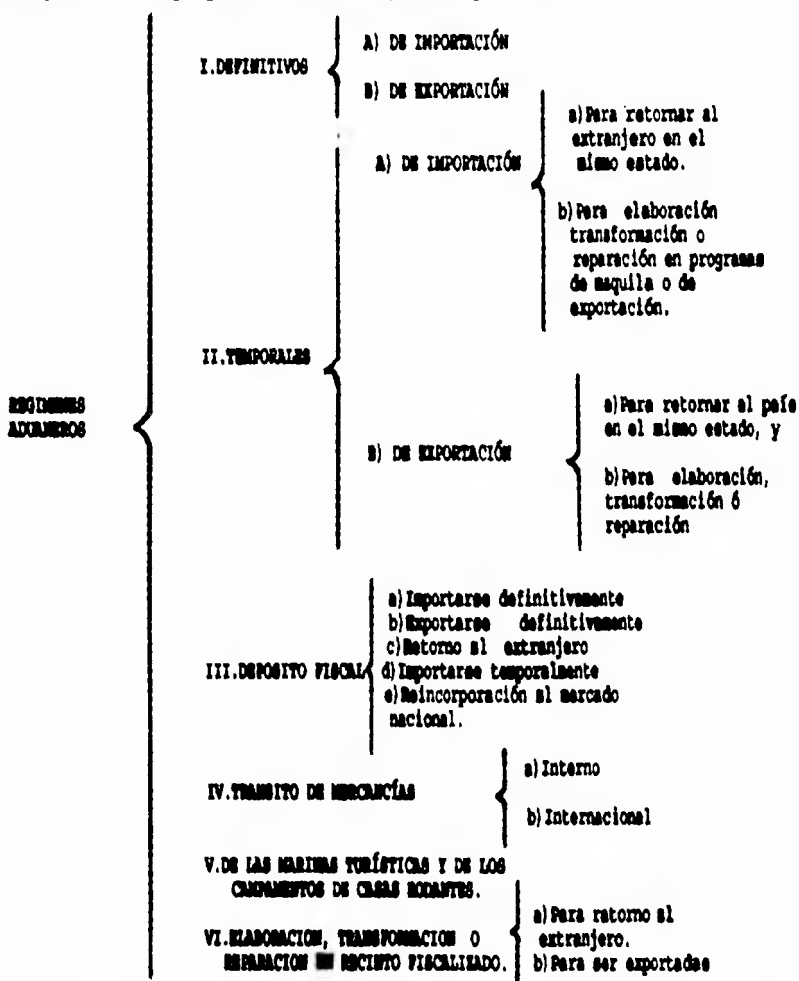 I.DEFINITIVOS
A) DE IMPORTACIÓN
B) DE EXPORTACIÓN
A) DE IMPORTACIÓN
a)Para retornar al
extranjero en el
mismo estado.
b)Para elaboración
transformación o
reparación en programas
de maquila o de
exportación.
II.TEMPORALES
REGIMENES
ADUANEROS
B) DE EXPORTACIÓN
a)Para retornar al país
en el mismo estado, y
b)Para elaboración,
transformación ó
reparación
III.DEPOSITO FISCAL
a)Importarse definitivamente
b)Exportarse definitivamente
c)Retorno al extranjero
d)Importarse temporalmente
e)Reincorporación al mercado
nacional.
IV.TRANSITO DE MERCANCÍAS
a)Interno
b)Internacional
V.DE LAS MARINAS TURÍSTICAS Y DE LOS
CAMPAMENTOS DE CASAS RODANTES.
VI.ELABORACION, TRANSFORMACION O
REPARACION RECINTO FISCALIZADO.
a)Para retorno al
extranjero.
b)Para ser exportadas